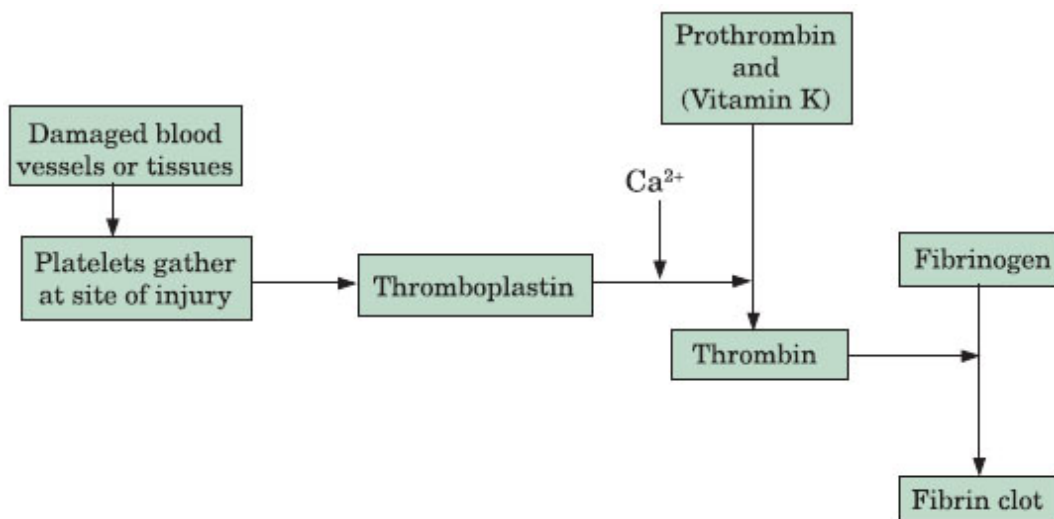 Prothrombin
and
(Vitamin K)
Damaged blood
vessels or tissues
Ca²⁺
Platelets gather
at site of injury
Thromboplastin
Fibrinogen
Thrombin
Fibrin clot